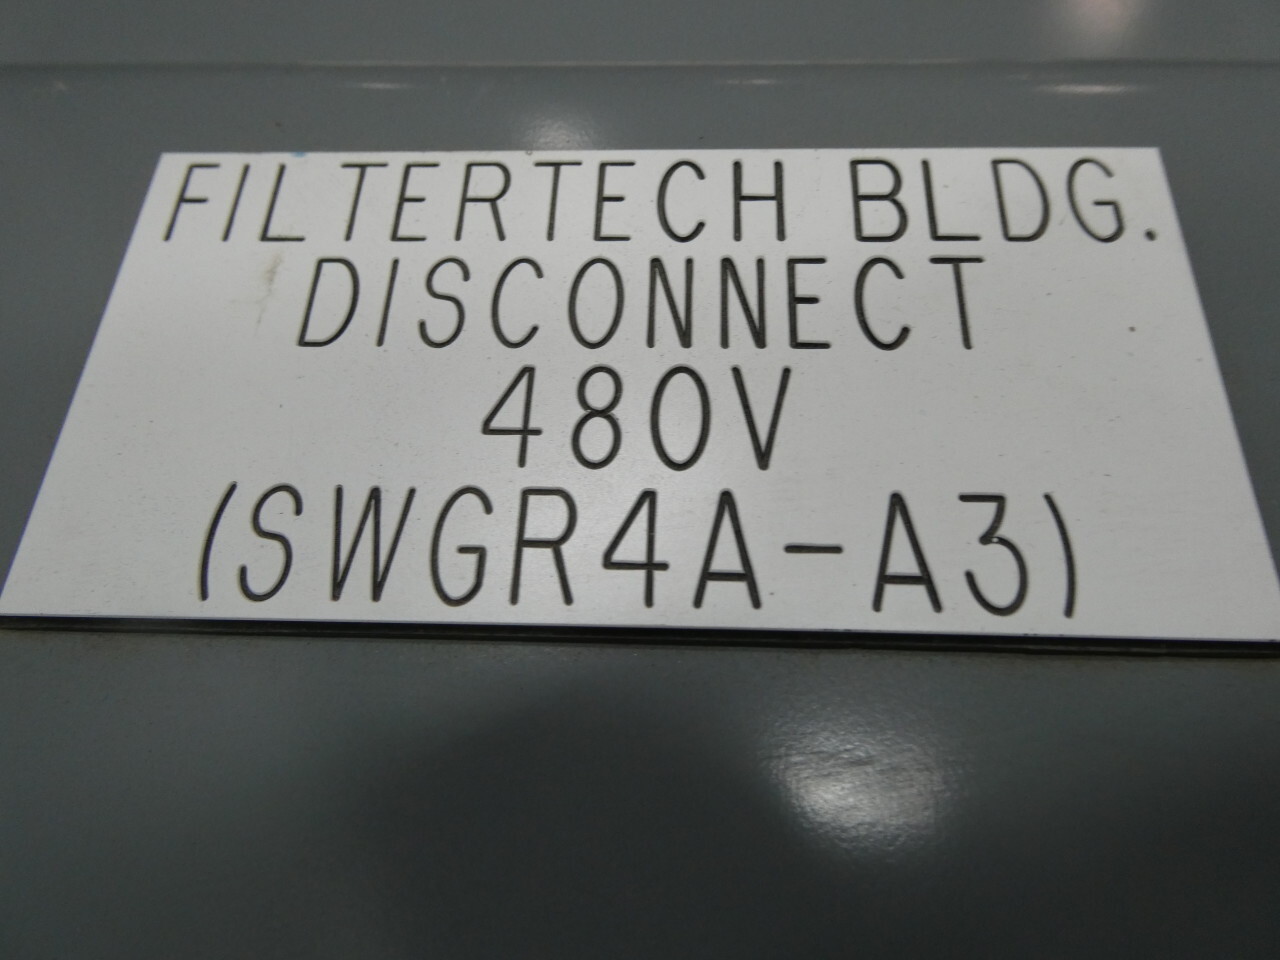 FILTERTECH BLDG.
DISCONNECT
480V
(SWGR4A-A3)